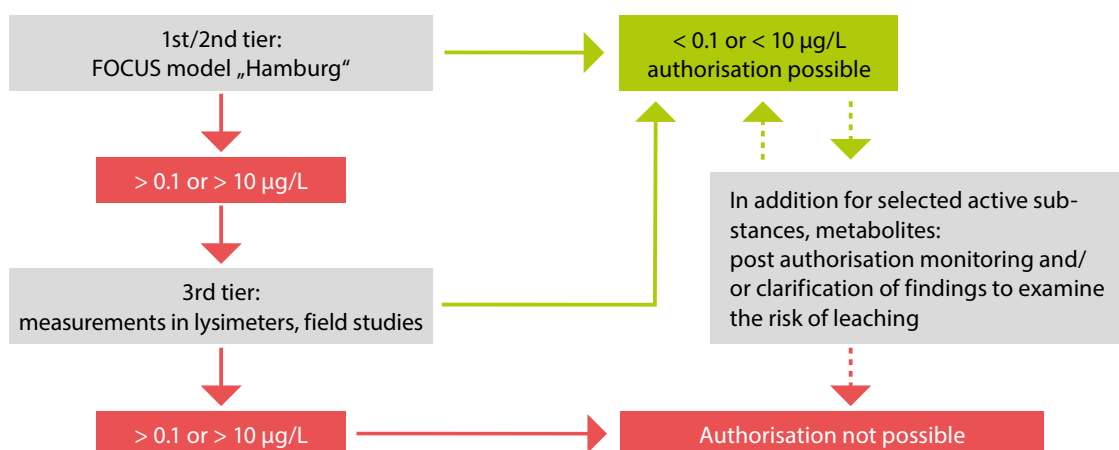 1st/2nd tier:
FOCUS model „Hamburg“
< 0.1 or < 10 µg/L
authorisation possible
> 0.1 or > 10 µg/L
In addition for selected active sub-
stances, metabolites:
post authorisation monitoring and/
or clarification of findings to examine
the risk of leaching
3rd tier:
measurements in lysimeters, field studies
> 0.1 or > 10 µg/L
Authorisation not possible